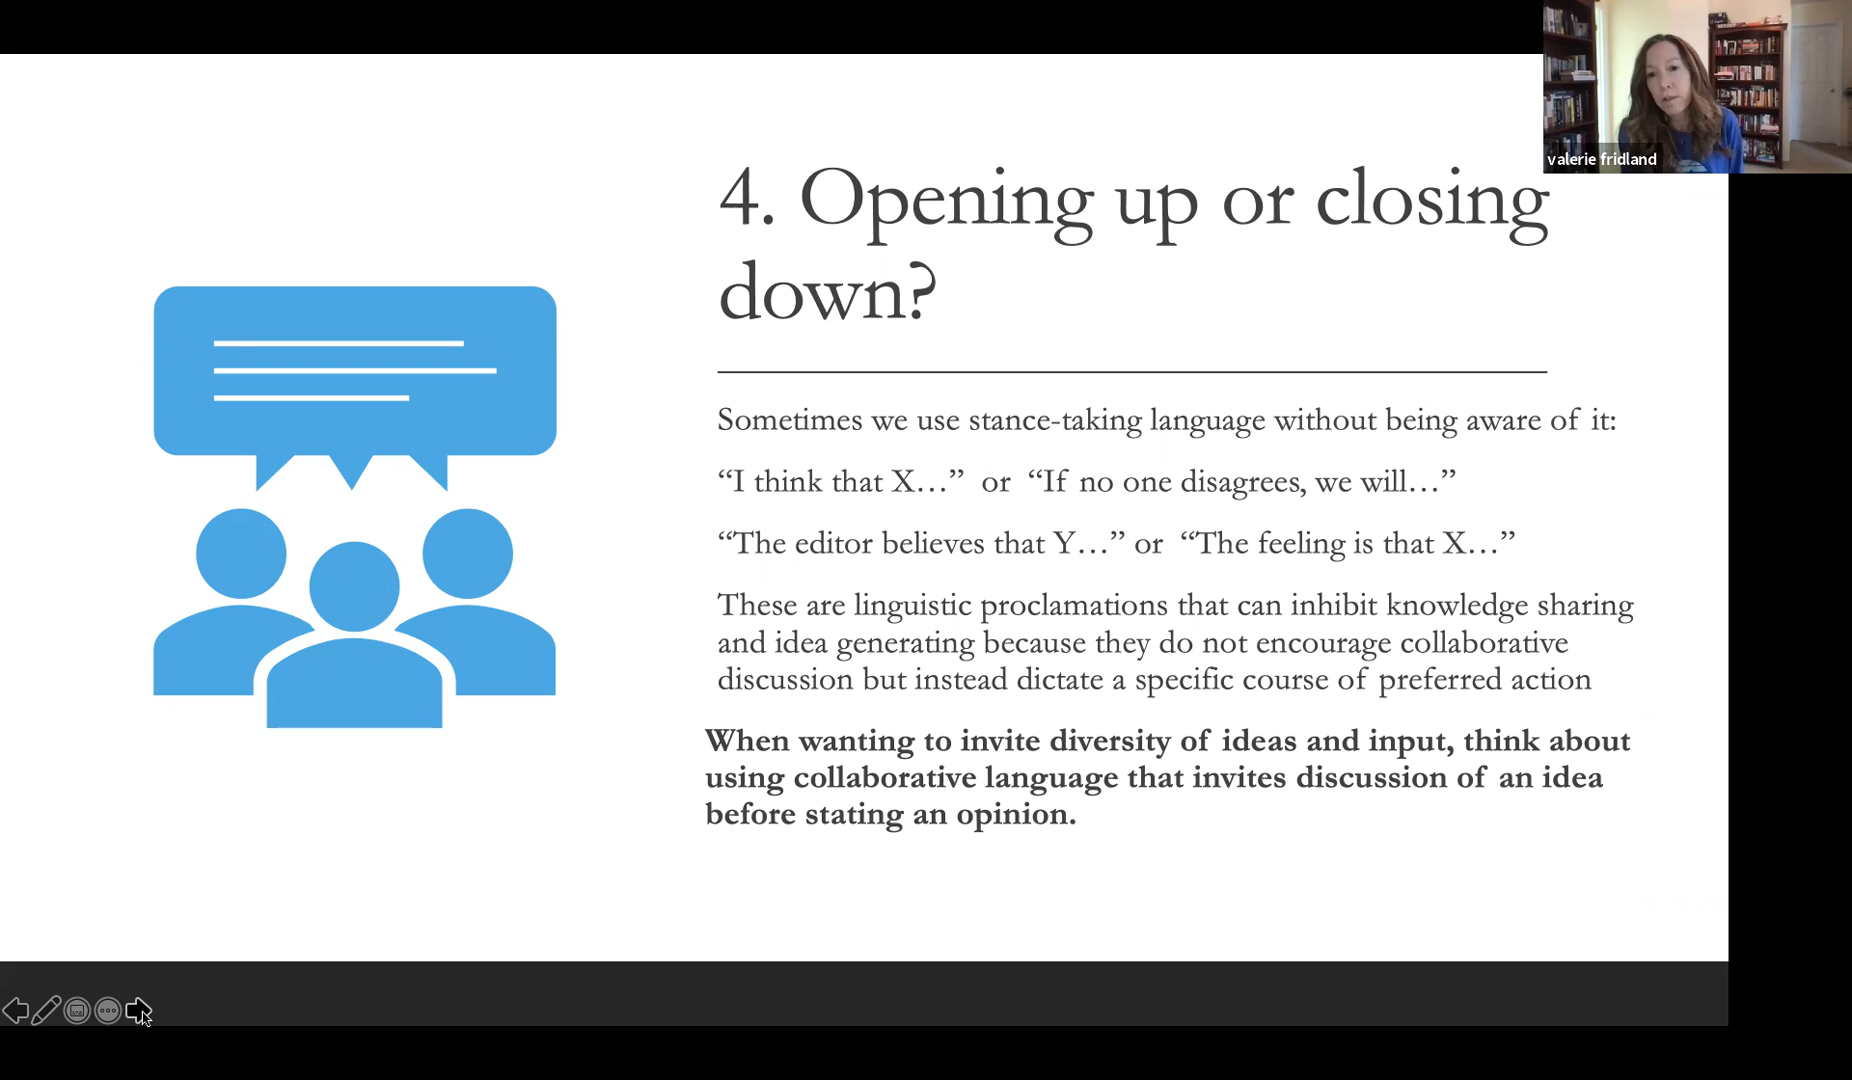 valerie fridland
4. Opening up or closing
down?
Sometimes we use stance-taking language without being aware of it:
“I think that X…” or “If no one disagrees, we will…”
“The editor believes that Y…” or “The feeling is that X…”
These are linguistic proclamations that can inhibit knowledge sharing
and idea generating because they do not encourage collaborative
discussion but instead dictate a specific course of preferred action
When wanting to invite diversity of ideas and input, think about
using collaborative language that invites discussion of an idea
before stating an opinion.